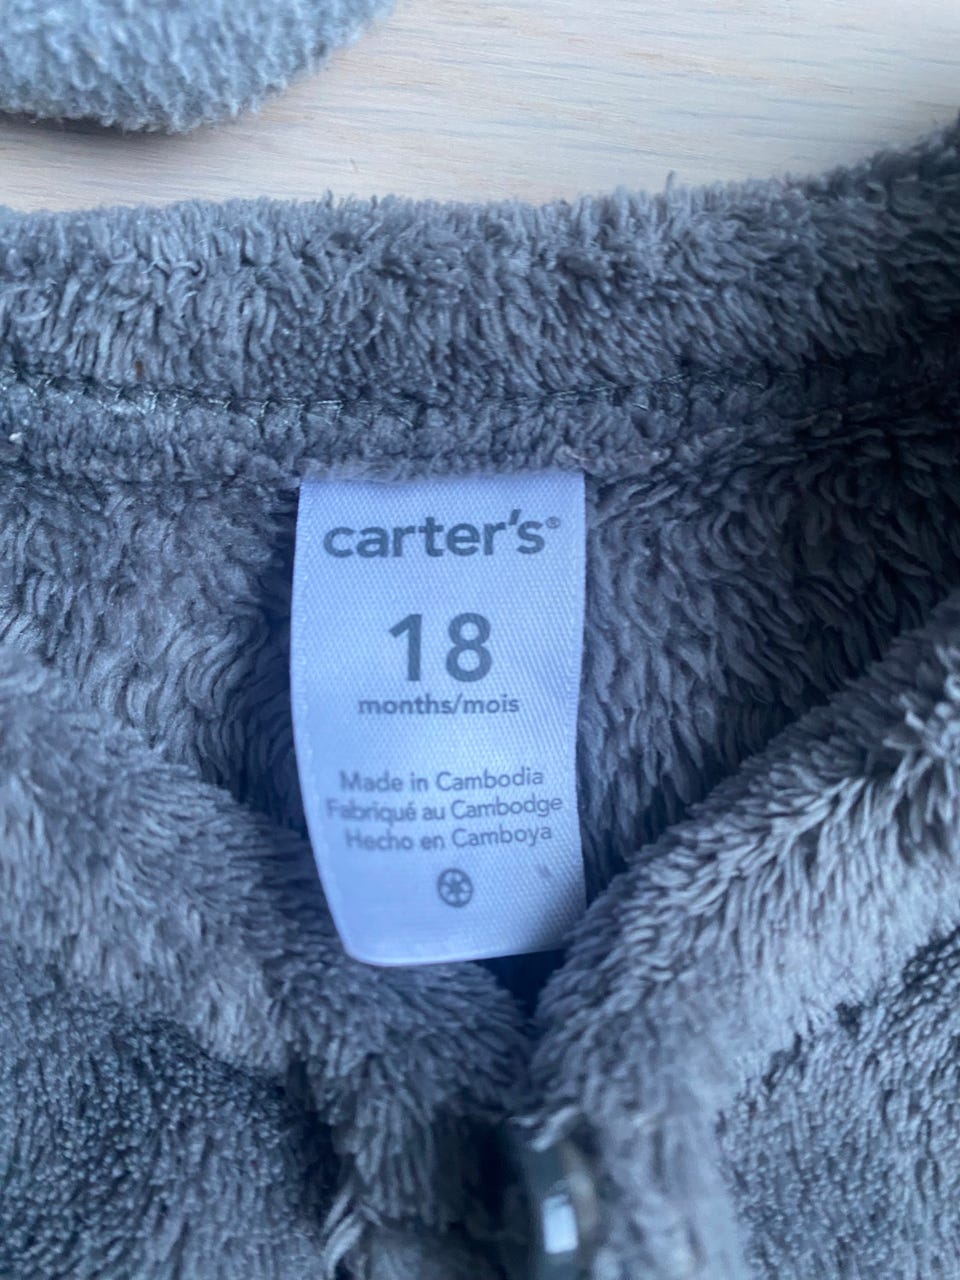 carter's®
18
months/mois
Made in Cambodia
Fabriqué au Cambodge
Hecho en Camboya